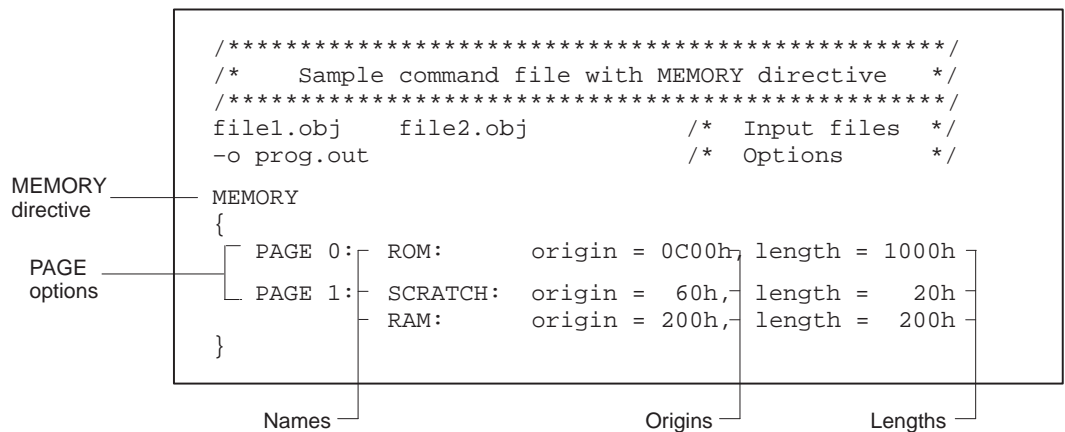 /**************************************************/
/*    Sample command file with MEMORY directive   */
/**************************************************/
file1.obj    file2.obj           /*  Input files  */
–o prog.out                      /*  Options      */
MEMORY directive
MEMORY
{
PAGE options
PAGE 0:  ROM:      origin = 0C00h, length = 1000h
PAGE 1:  SCRATCH:  origin =   60h, length =   20h
RAM:      origin = 200h, length =  200h
}
Names    Origins    Lengths